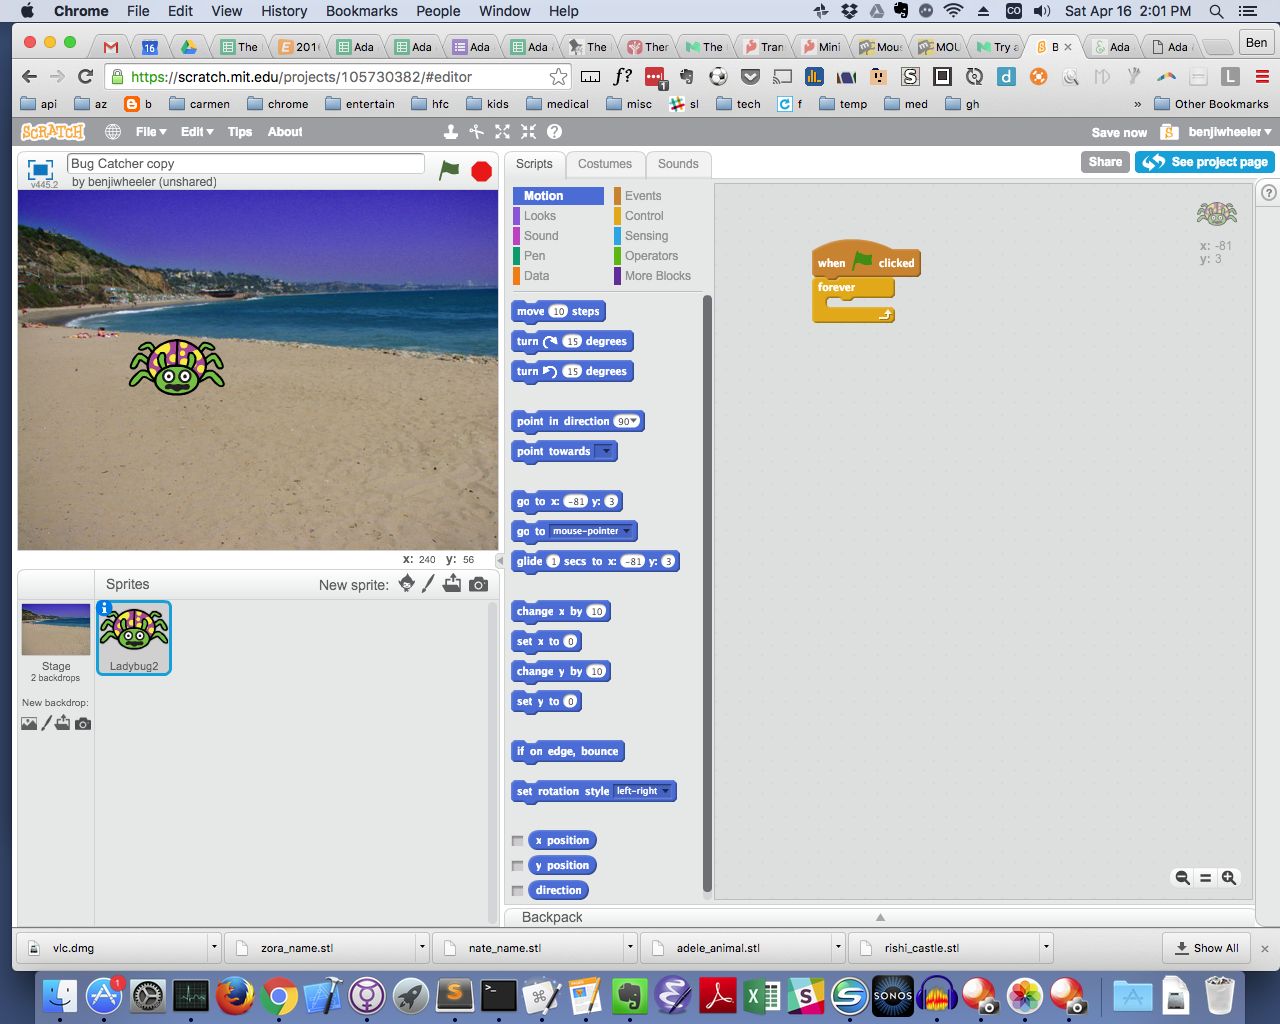 Chrome File Edit View History Bookmarks People Window Help
CO Sat Apr 16 2:01 PM
16 The 2016 Ada Ada Ada Ada The Ther The Tran Mini Mous MOU Try a B Ada Ada Ben
https://scratch.mit.edu/projects/105730382/#editor
f? 1 S d L
api az b carmen chrome entertain hfc kids medical misc sl tech f temp med gh » Other Bookmarks
SCRATCH File Edit Tips About Save now benjiwheeler
v445.2
Bug Catcher copy
by benjiwheeler (unshared)
Scripts Costumes Sounds
Share See project page
Motion Events
Looks Control
Sound Sensing
Pen Operators
Data More Blocks
move 10 steps
turn 15 degrees
turn 15 degrees
point in direction 90
point towards
go to x: -81 y: 3
go to mouse-pointer
glide 1 secs to x: -81 y: 3
change x by 10
set x to 0
change y by 10
set y to 0
if on edge, bounce
set rotation style left-right
x position
y position
direction
when clicked
forever
x: -81
y: 3
x: 240 y: 56
Sprites New sprite:
Stage
2 backdrops
New backdrop:
Ladybug2
Backpack
vlc.dmg zora_name.stl nate_name.stl adele_animal.stl rishi_castle.stl Show All
1
SONOS